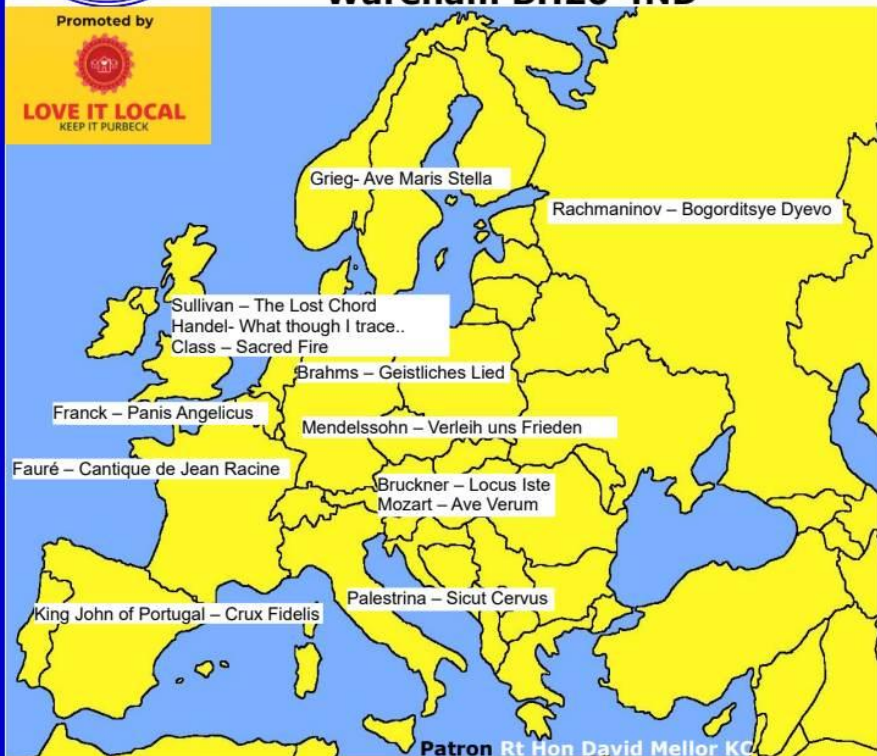 Wareham BH20 4ND
Promoted by
LOVE IT LOCAL
KEEP IT PURBECK
Grieg- Ave Maris Stella
Rachmaninov – Bogorditsye Dyevo
Sullivan – The Lost Chord
Handel- What though I trace..
Class – Sacred Fire
Brahms – Geistliches Lied
Franck – Panis Angelicus
Mendelssohn – Verleih uns Frieden
Fauré – Cantique de Jean Racine
Bruckner – Locus Iste
Mozart – Ave Verum
Palestrina – Sicut Cervus
King John of Portugal – Crux Fidelis
Patron Rt Hon David Mellor KC